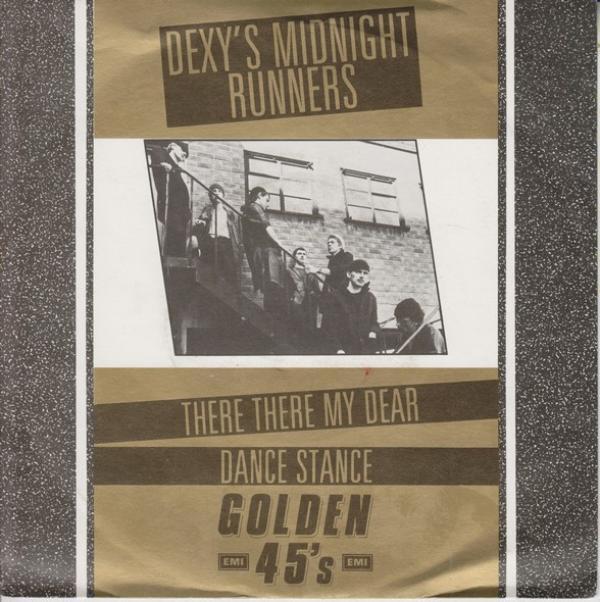 DEXY'S MIDNIGHT
RUNNERS
THERE THERE MY DEAR
DANCE STANCE
GOLDEN
EMI 45's EMI